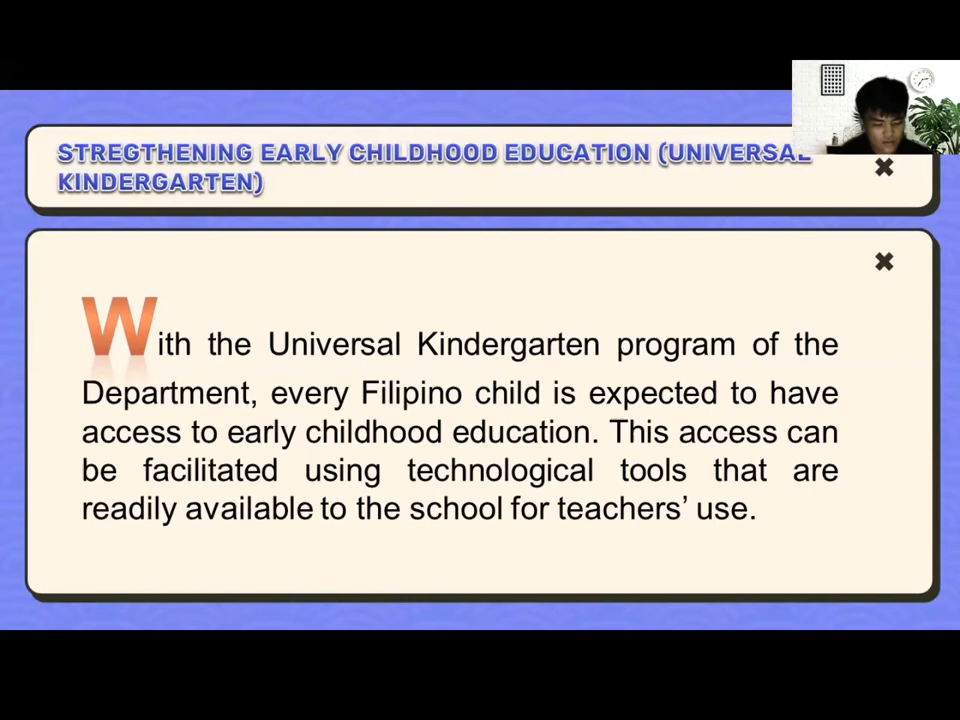 STREGTHENING EARLY CHILDHOOD EDUCATION (UNIVERSAL
KINDERGARTEN)
With the Universal Kindergarten program of the
Department, every Filipino child is expected to have
access to early childhood education. This access can
be facilitated using technological tools that are
readily available to the school for teachers’ use.